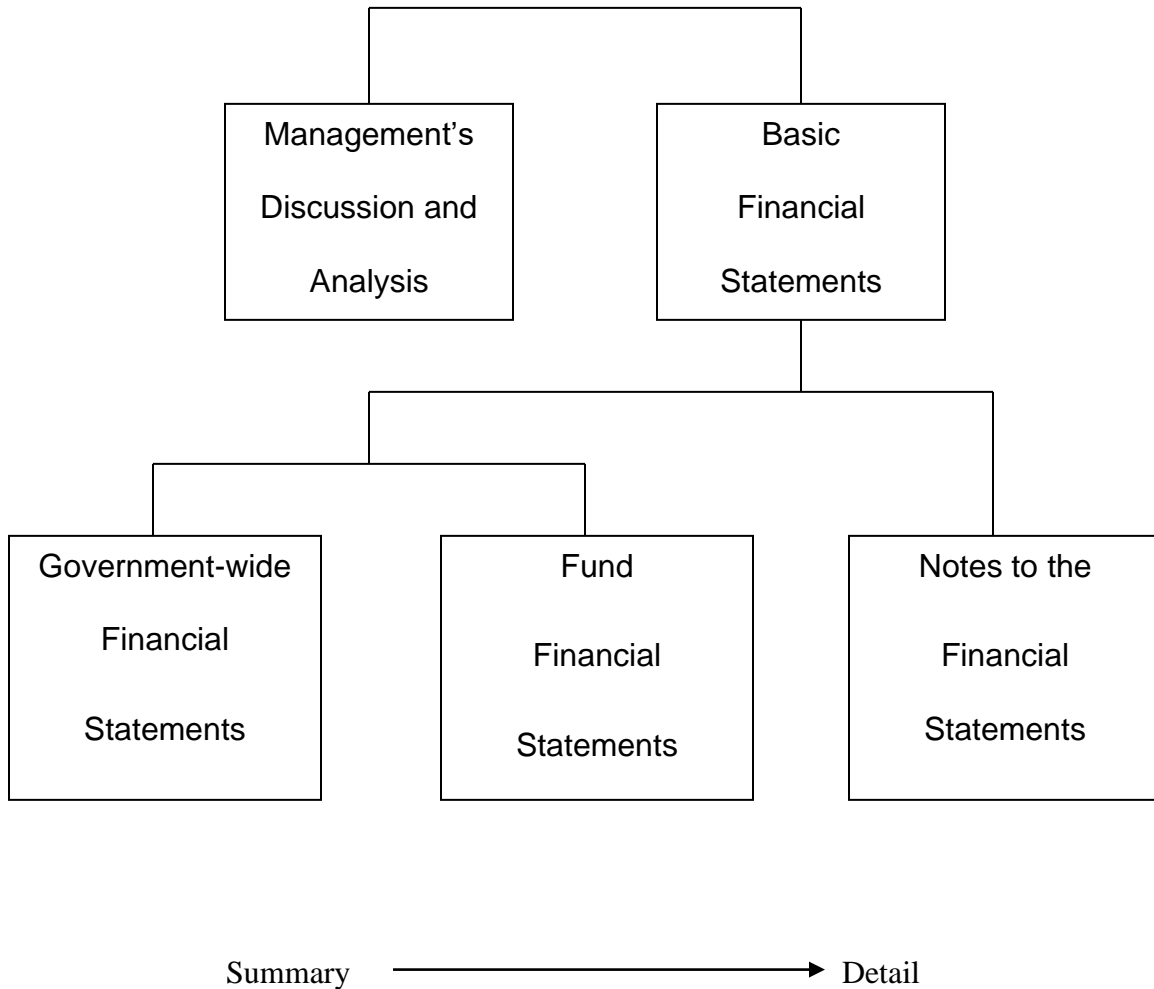 Management’s
Discussion and
Analysis
Basic
Financial
Statements
Government-wide
Financial
Statements
Fund
Financial
Statements
Notes to the
Financial
Statements
Summary
Detail